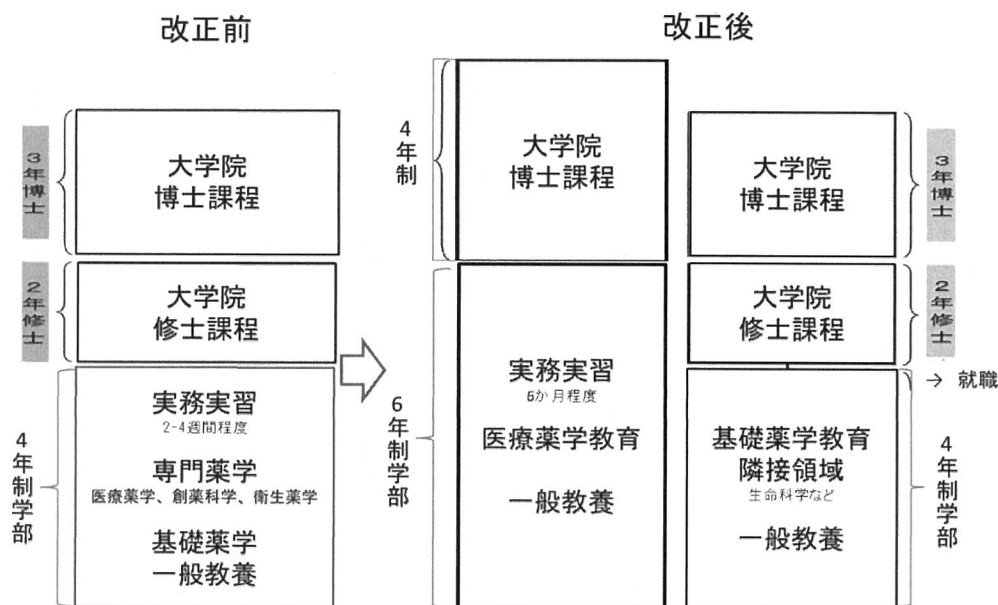 改正前
3年博士
大学院
博士課程
2年修士
大学院
修士課程
4年制学部
実務実習
2-4週間程度
専門薬学
医療薬学、創薬科学、衛生薬学
基礎薬学
一般教養
改正後
4年制
大学院
博士課程
6年制学部
実務実習
6か月程度
医療薬学教育
一般教養
大学院
博士課程
3年博士
大学院
修士課程
2年修士
→ 就職
基礎薬学教育
隣接領域
生命科学など
一般教養
4年制学部